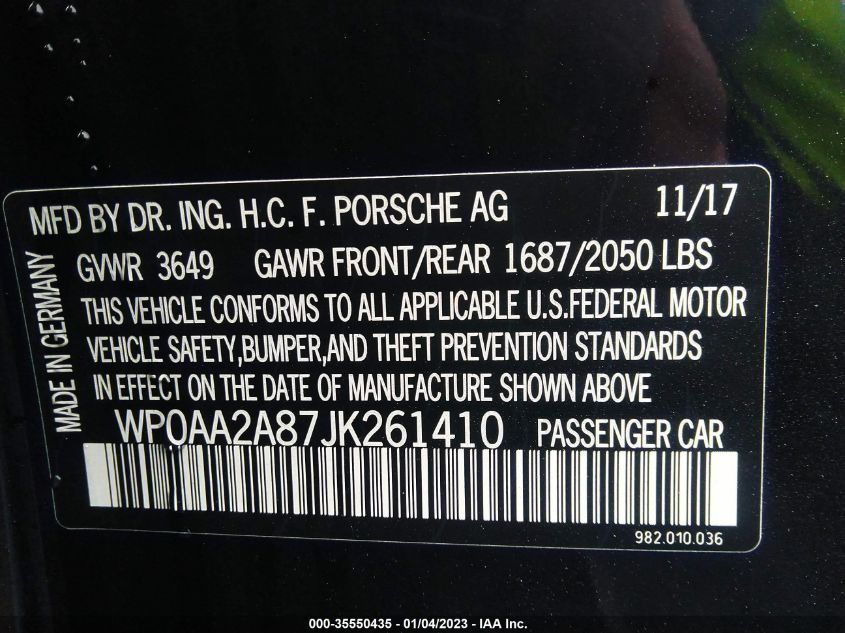 MFD BY DR. ING. H.C. F. PORSCHE AG 11/17
GVWR 3649 GAWR FRONT/REAR 1687/2050 LBS
THIS VEHICLE CONFORMS TO ALL APPLICABLE U.S.FEDERAL MOTOR
VEHICLE SAFETY,BUMPER,AND THEFT PREVENTION STANDARDS
IN EFFECT ON THE DATE OF MANUFACTURE SHOWN ABOVE
WP0AA2A87JK261410 PASSENGER CAR
MADE IN GERMANY
982.010.036
000-35550435 - 01/04/2023 - IAA Inc.